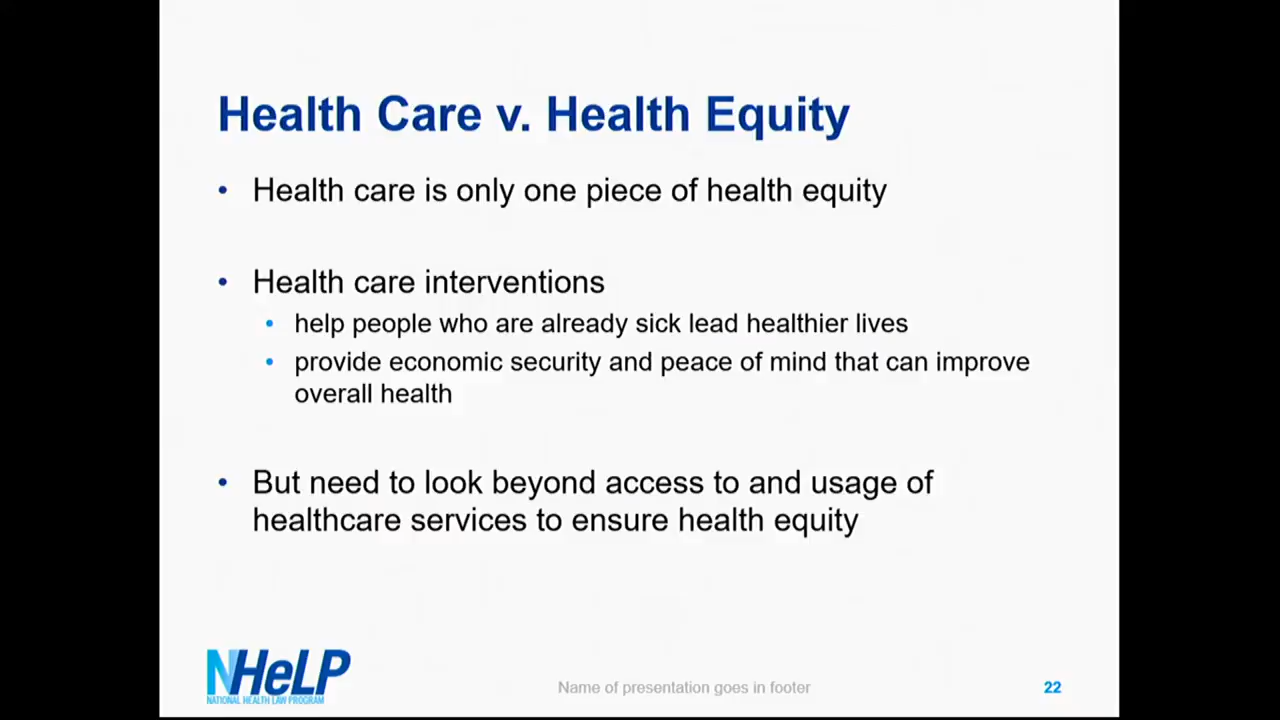 Health Care v. Health Equity
• Health care is only one piece of health equity
• Health care interventions
• help people who are already sick lead healthier lives
• provide economic security and peace of mind that can improve
overall health
• But need to look beyond access to and usage of
healthcare services to ensure health equity
NHeLP
NATIONAL HEALTH LAW PROGRAM
Name of presentation goes in footer
22